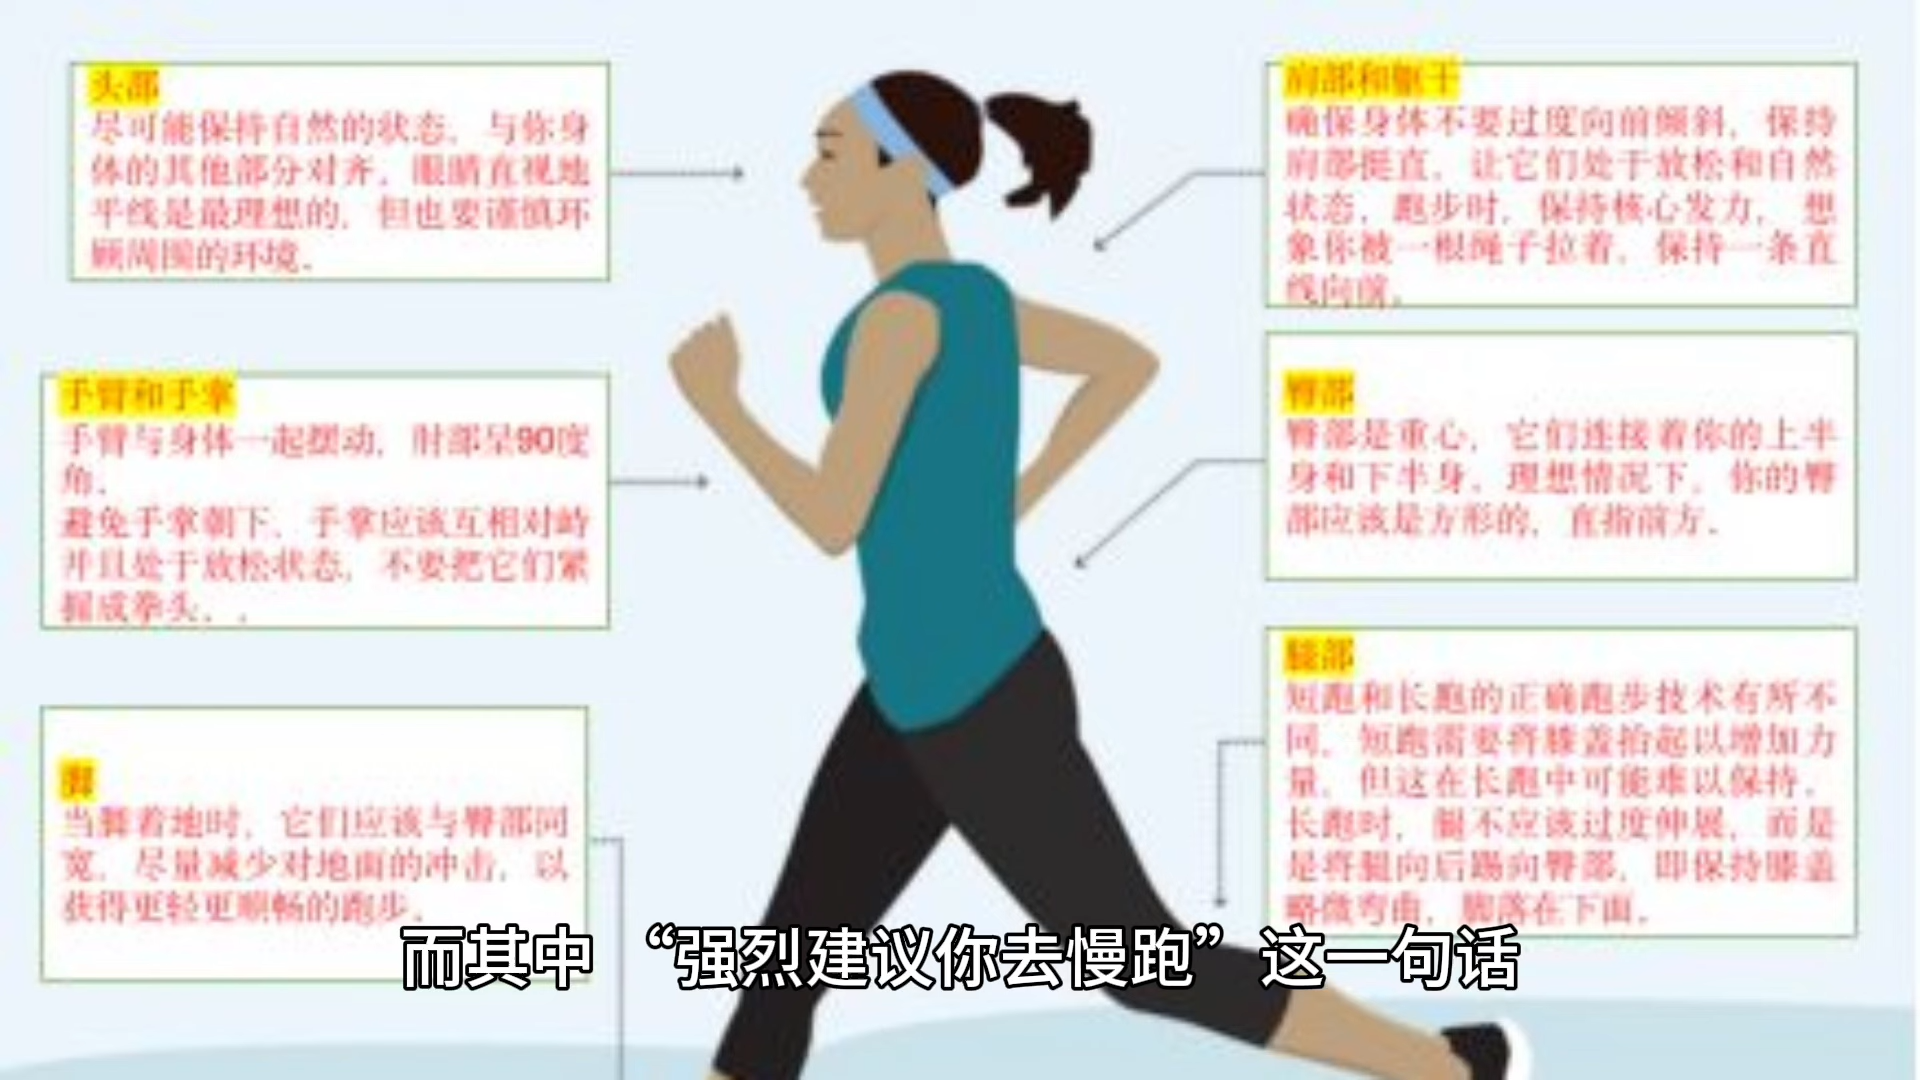 头部
尽可能保持自然的状态，与你身
体的其他部分对齐，眼睛直视地
平线是最理想的，但也要谨慎环
顾周围的环境。
手臂和手掌
手臂与身体一起摆动，肘部呈90度
角。
避免手掌朝下，手掌应该互相对峙
并且处于放松状态，不要把它们紧
握成拳头。.
脚
当脚着地时，它们应该与臀部同
宽，尽量减少对地面的冲击，以
获得更轻更顺畅的跑步。
肩部和躯干
确保身体不要过度向前倾斜，保持
肩部挺直，让它们处于放松和自然
状态，跑步时，保持核心发力，想
象你被一根绳子拉着，保持一条直
线向前。
臀部
臀部是重心，它们连接着你的上半
身和下半身，理想情况下，你的臀
部应该是方形的，直指前方。
腿部
短跑和长跑的正确跑步技术有所不
同，短跑需要将膝盖抬起以增加力
量，但这在长跑中可能难以保持。
长跑时，腿不应该过度伸展，而是
是将腿向后踢向臀部，即保持膝盖
略微弯曲，脚落在下面。
而其中“强烈建议你去慢跑”这一句话